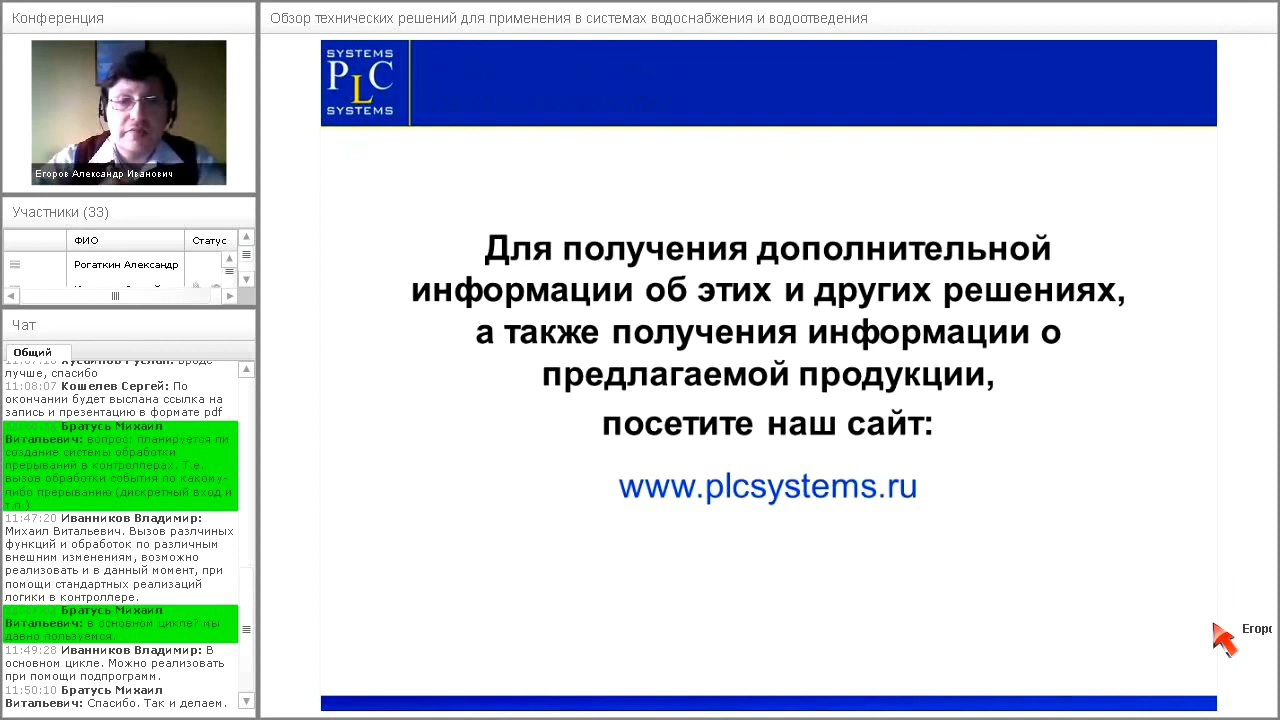 Конференция
Егоров Александр Иванович
Участники (33)
ФИО Статус
Рогаткин Александр
Чат
Общий
лучше, спасибо
11:08:07 Кошелев Сергей: По
окончании будет выслана ссылка на
запись и презентацию в формате pdf
Братусь Михаил
Витальевич: вопрос: планируется ли
создание системы обработки
прерываний в контроллерах. Т.е.
вызов обработки события по какому-
либо прерыванию (дискретный вход и
т.п.)
11:47:20 Иванников Владимир:
Михаил Витальевич. Вызов разлчиных
функций и обработок по различным
внешним изменениям, возможно
реализовать и в данный момент, при
помощи стандартных реализаций
логики в контроллере.
Братусь Михаил
Витальевич: в основном цикле? мы
давно пользуемся.
11:49:28 Иванников Владимир: В
основном цикле. Можно реализовать
при помощи подпрограмм.
11:50:10 Братусь Михаил
Витальевич: Спасибо. Так и делаем.
Обзор технических решений для применения в системах водоснабжения и водоотведения
SYSTEMS
PLC
SYSTEMS
Для получения дополнительной
информации об этих и других решениях,
а также получения информации о
предлагаемой продукции,
посетите наш сайт:
www.plcsystems.ru